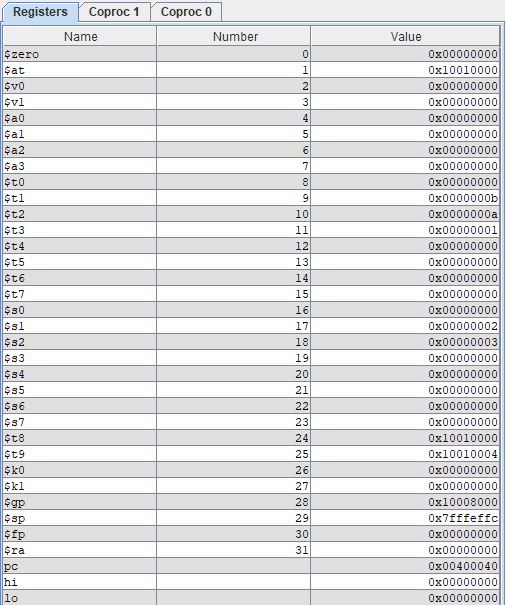 Registers Coproc 1 Coproc 0
Name Number Value
$zero 0 0x00000000
$at 1 0x10010000
$v0 2 0x00000000
$v1 3 0x00000000
$a0 4 0x00000000
$a1 5 0x00000000
$a2 6 0x00000000
$a3 7 0x00000000
$t0 8 0x00000000
$t1 9 0x0000000b
$t2 10 0x0000000a
$t3 11 0x00000001
$t4 12 0x00000000
$t5 13 0x00000000
$t6 14 0x00000000
$t7 15 0x00000000
$s0 16 0x00000000
$s1 17 0x00000002
$s2 18 0x00000003
$s3 19 0x00000000
$s4 20 0x00000000
$s5 21 0x00000000
$s6 22 0x00000000
$s7 23 0x00000000
$t8 24 0x10010000
$t9 25 0x10010004
$k0 26 0x00000000
$k1 27 0x00000000
$gp 28 0x10008000
$sp 29 0x7fffeffc
$fp 30 0x00000000
$ra 31 0x00000000
pc 0x00400040
hi 0x00000000
lo 0x00000000